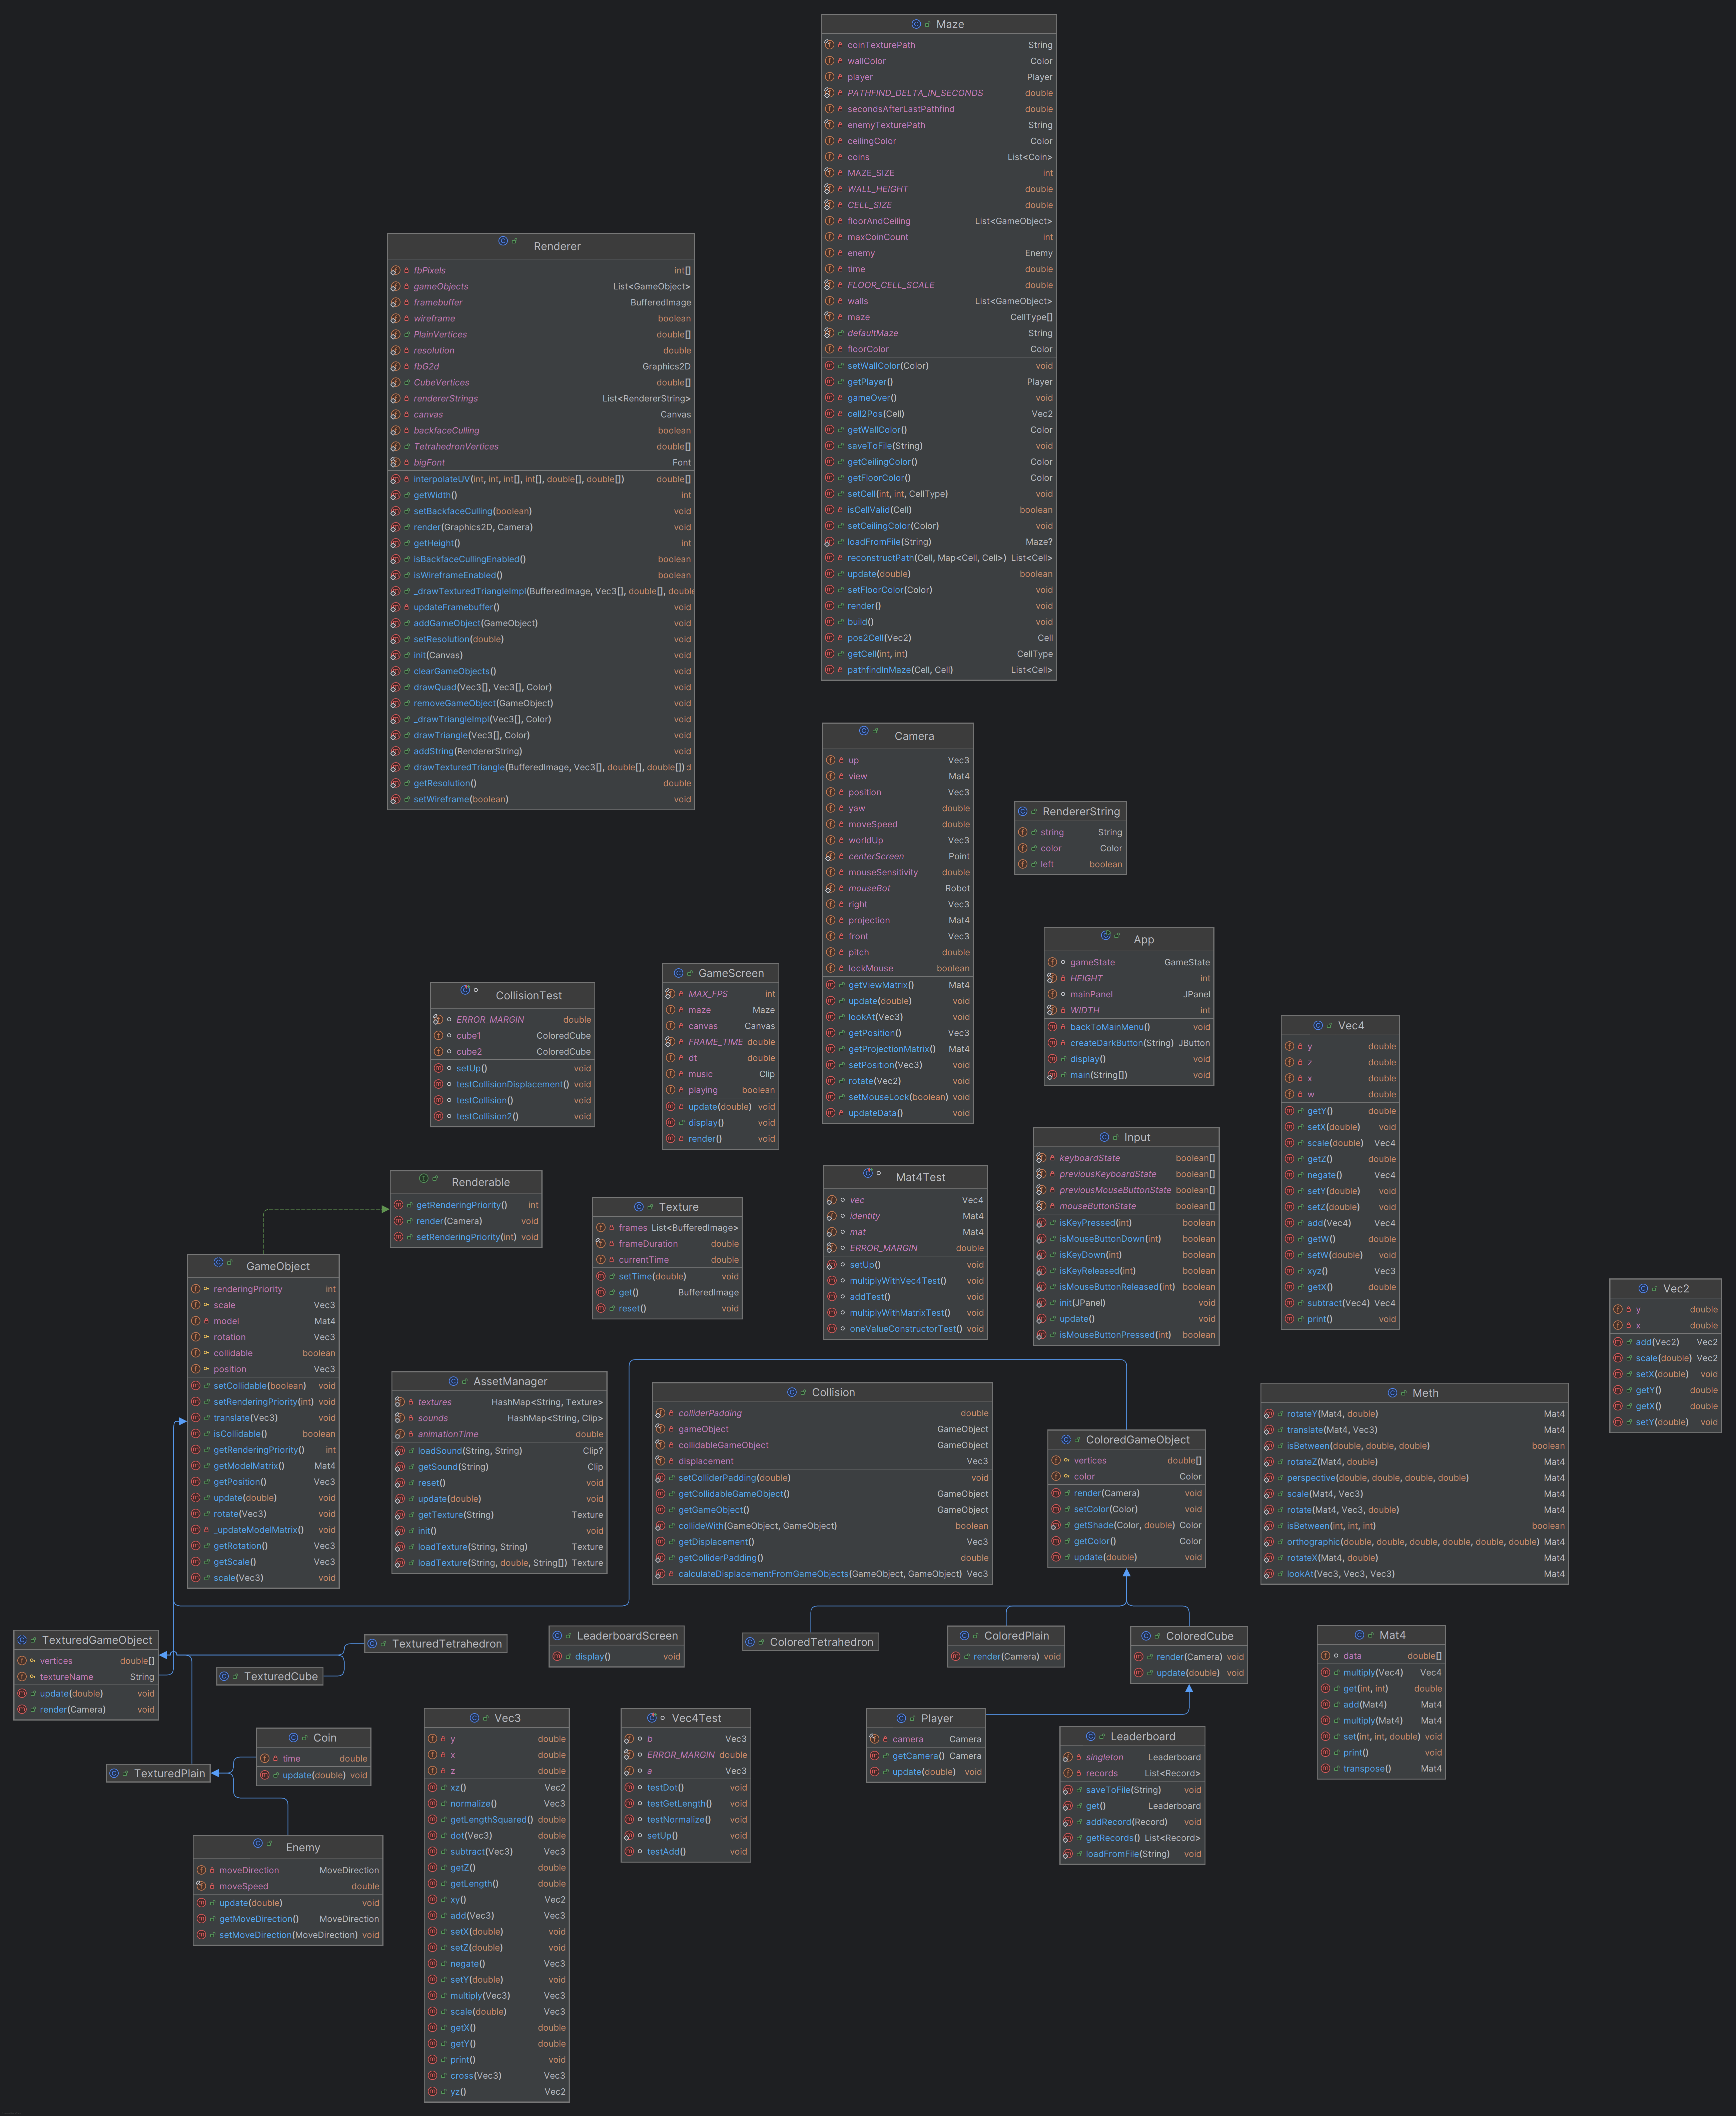 Maze
coinTexturePath String
wallColor Color
player Player
PATHFIND_DELTA_IN_SECONDS double
secondsAfterLastPathfind double
enemyTexturePath String
ceilingColor Color
coins List<Coin>
MAZE_SIZE int
WALL_HEIGHT double
CELL_SIZE double
floorAndCeiling List<GameObject>
maxCoinCount int
enemy Enemy
time double
FLOOR_CELL_SCALE double
walls List<GameObject>
maze CellType[]
defaultMaze String
floorColor Color
setWallColor(Color) void
getPlayer() Player
gameOver() void
cell2Pos(Cell) Vec2
getWallColor() Color
saveToFile(String) void
getCeilingColor() Color
getFloorColor() Color
setCell(int, int, CellType) void
isCellValid(Cell) boolean
setCeilingColor(Color) void
loadFromFile(String) Maze?
reconstructPath(Cell, Map<Cell, Cell>) List<Cell>
update(double) boolean
setFloorColor(Color) void
render() void
build() void
pos2Cell(Vec2) Cell
getCell(int, int) CellType
pathfindInMaze(Cell, Cell) List<Cell>
Renderer
fbPixels int[]
gameObjects List<GameObject>
framebuffer BufferedImage
wireframe boolean
PlainVertices double[]
resolution double
fbG2d Graphics2D
CubeVertices double[]
rendererStrings List<RendererString>
canvas Canvas
backfaceCulling boolean
TetrahedronVertices double[]
bigFont Font
interpolateUV(int, int, int[], int[], double[], double[]) double[]
getWidth() int
setBackfaceCulling(boolean) void
render(Graphics2D, Camera) void
getHeight() int
isBackfaceCullingEnabled() boolean
isWireframeEnabled() boolean
_drawTexturedTriangleImpl(BufferedImage, Vec3[], double[], double
updateFramebuffer() void
addGameObject(GameObject) void
setResolution(double) void
init(Canvas) void
clearGameObjects() void
drawQuad(Vec3[], Vec3[], Color) void
removeGameObject(GameObject) void
_drawTriangleImpl(Vec3[], Color) void
drawTriangle(Vec3[], Color) void
addString(RendererString) void
drawTexturedTriangle(BufferedImage, Vec3[], double[], double[]) d
getResolution() double
setWireframe(boolean) void
Camera
up Vec3
view Mat4
position Vec3
yaw double
moveSpeed double
worldUp Vec3
centerScreen Point
mouseSensitivity double
mouseBot Robot
right Vec3
projection Mat4
front Vec3
pitch double
lockMouse boolean
getViewMatrix() Mat4
update(double) void
lookAt(Vec3) void
getPosition() Vec3
getProjectionMatrix() Mat4
setPosition(Vec3) void
rotate(Vec2) void
setMouseLock(boolean) void
updateData() void
RendererString
string String
color Color
left boolean
App
gameState GameState
HEIGHT int
mainPanel JPanel
WIDTH int
backToMainMenu() void
createDarkButton(String) JButton
display() void
main(String[]) void
GameScreen
MAX_FPS int
maze Maze
canvas Canvas
FRAME_TIME double
dt double
music Clip
playing boolean
update(double) void
display() void
render() void
CollisionTest
ERROR_MARGIN double
cube1 ColoredCube
cube2 ColoredCube
setUp() void
testCollisionDisplacement() void
testCollision() void
testCollision2() void
Vec4
y double
z double
x double
w double
getY() double
setX(double) void
scale(double) Vec4
getZ() double
negate() Vec4
setY(double) void
setZ(double) void
add(Vec4) Vec4
getW() double
setW(double) void
xyz() Vec3
getX() double
subtract(Vec4) Vec4
print() void
Input
keyboardState boolean[]
previousKeyboardState boolean[]
previousMouseButtonState boolean[]
mouseButtonState boolean[]
isKeyPressed(int) boolean
isMouseButtonDown(int) boolean
isKeyDown(int) boolean
isKeyReleased(int) boolean
isMouseButtonReleased(int) boolean
init(JPanel) void
update() void
isMouseButtonPressed(int) boolean
Mat4Test
vec Vec4
identity Mat4
mat Mat4
ERROR_MARGIN double
setUp() void
multiplyWithVec4Test() void
addTest() void
multiplyWithMatrixTest() void
oneValueConstructorTest() void
Renderable
getRenderingPriority() int
render(Camera) void
setRenderingPriority(int) void
Texture
frames List<BufferedImage>
frameDuration double
currentTime double
setTime(double) void
get() BufferedImage
reset() void
GameObject
renderingPriority int
scale Vec3
model Mat4
rotation Vec3
collidable boolean
position Vec3
setCollidable(boolean) void
setRenderingPriority(int) void
translate(Vec3) void
isCollidable() boolean
getRenderingPriority() int
getModelMatrix() Mat4
getPosition() Vec3
update(double) void
rotate(Vec3) void
_updateModelMatrix() void
getRotation() Vec3
getScale() Vec3
scale(Vec3) void
Vec2
y double
x double
add(Vec2) Vec2
scale(double) Vec2
setX(double) void
getY() double
getX() double
setY(double) void
AssetManager
textures HashMap<String, Texture>
sounds HashMap<String, Clip>
animationTime double
loadSound(String, String) Clip?
getSound(String) Clip
reset() void
update(double) void
getTexture(String) Texture
init() void
loadTexture(String, String) Texture
loadTexture(String, double, String[]) Texture
Collision
colliderPadding double
gameObject GameObject
collidableGameObject GameObject
displacement Vec3
setColliderPadding(double) void
getCollidableGameObject() GameObject
getGameObject() GameObject
collideWith(GameObject, GameObject) boolean
getDisplacement() Vec3
getColliderPadding() double
calculateDisplacementFromGameObjects(GameObject, GameObject) Vec3
ColoredGameObject
vertices double[]
color Color
render(Camera) void
setColor(Color) void
getShade(Color, double) Color
getColor() Color
update(double) void
Meth
rotateY(Mat4, double) Mat4
translate(Mat4, Vec3) Mat4
isBetween(double, double, double) boolean
rotateZ(Mat4, double) Mat4
perspective(double, double, double, double) Mat4
scale(Mat4, Vec3) Mat4
rotate(Mat4, Vec3, double) Mat4
isBetween(int, int, int) boolean
orthographic(double, double, double, double, double, double) Mat4
rotateX(Mat4, double) Mat4
lookAt(Vec3, Vec3, Vec3) Mat4
TexturedGameObject
vertices double[]
textureName String
update(double) void
render(Camera) void
TexturedTetrahedron
TexturedCube
LeaderboardScreen
display() void
ColoredTetrahedron
ColoredPlain
render(Camera) void
ColoredCube
render(Camera) void
update(double) void
Mat4
data double[]
multiply(Vec4) Vec4
get(int, int) double
add(Mat4) Mat4
multiply(Mat4) Mat4
set(int, int, double) void
print() void
transpose() Mat4
TexturedPlain
Coin
time double
update(double) void
Enemy
moveDirection MoveDirection
moveSpeed double
update(double) void
getMoveDirection() MoveDirection
setMoveDirection(MoveDirection) void
Vec3
y double
x double
z double
xz() Vec2
normalize() Vec3
getLengthSquared() double
dot(Vec3) double
subtract(Vec3) Vec3
getZ() double
getLength() double
xy() Vec2
add(Vec3) Vec3
setX(double) void
setZ(double) void
negate() Vec3
setY(double) void
multiply(Vec3) Vec3
scale(double) Vec3
getX() double
getY() double
print() void
cross(Vec3) Vec3
yz() Vec2
Vec4Test
b Vec3
ERROR_MARGIN double
a Vec3
testDot() void
testGetLength() void
testNormalize() void
setUp() void
testAdd() void
Player
camera Camera
getCamera() Camera
update(double) void
Leaderboard
singleton Leaderboard
records List<Record>
saveToFile(String) void
get() Leaderboard
addRecord(Record) void
getRecords() List<Record>
loadFromFile(String) void